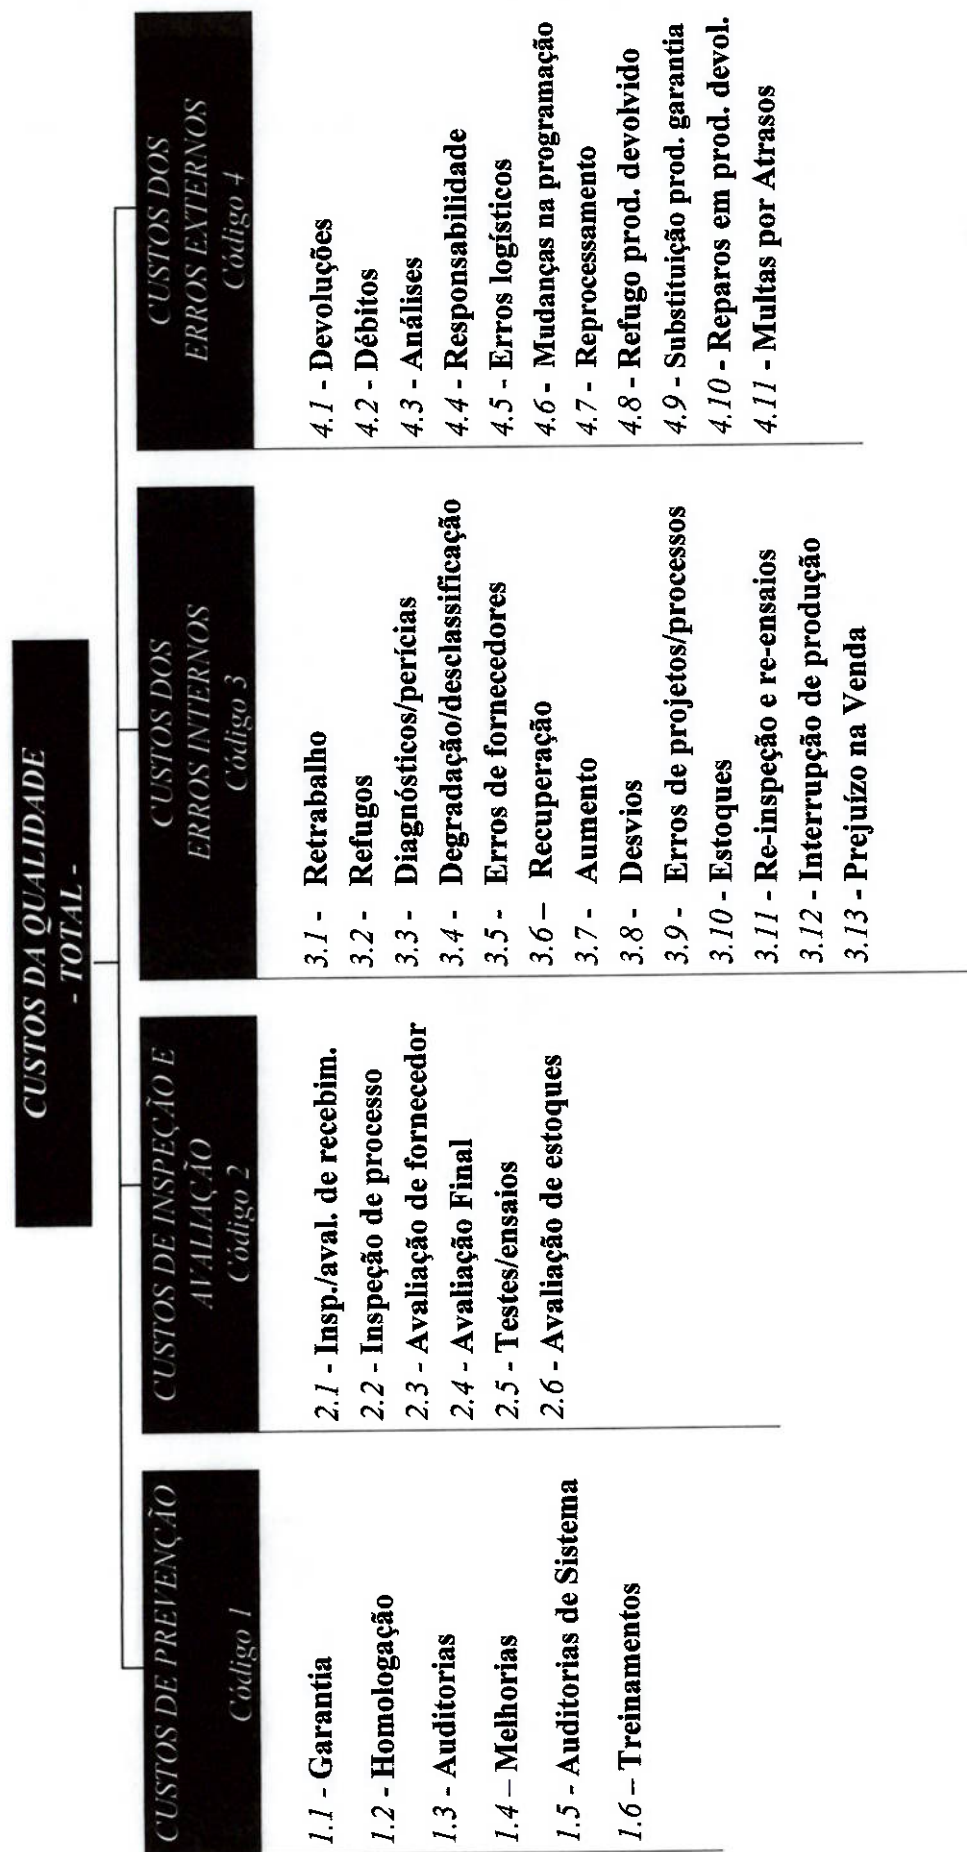 CUSTOS DA QUALIDADE
- TOTAL -
CUSTOS DE PREVENÇÃO
Código 1
1.1 - Garantia
1.2 - Homologação
1.3 - Auditorias
1.4 – Melhorias
1.5 - Auditorias de Sistema
1.6 – Treinamentos
CUSTOS DE INSPEÇÃO E
AVALIAÇÃO
Código 2
2.1 - Insp./aval. de recebim.
2.2 - Inspeção de processo
2.3 - Avaliação de fornecedor
2.4 - Avaliação Final
2.5 - Testes/ensaios
2.6 - Avaliação de estoques
CUSTOS DOS
ERROS INTERNOS
Código 3
3.1 - Retrabalho
3.2 - Refugos
3.3 - Diagnósticos/perícias
3.4 - Degradação/desclassificação
3.5 - Erros de fornecedores
3.6 – Recuperação
3.7 - Aumento
3.8 - Desvios
3.9 - Erros de projetos/processos
3.10 - Estoques
3.11 - Re-inspeção e re-ensaios
3.12 - Interrupção de produção
3.13 - Prejuízo na Venda
CUSTOS DOS
ERROS EXTERNOS
Código 4
4.1 - Devoluções
4.2 - Débitos
4.3 - Análises
4.4 - Responsabilidade
4.5 - Erros logísticos
4.6 - Mudanças na programação
4.7 - Reprocessamento
4.8 - Refugo prod. devolvido
4.9 - Substituição prod. garantia
4.10 - Reparos em prod. devol.
4.11 - Multas por Atrasos